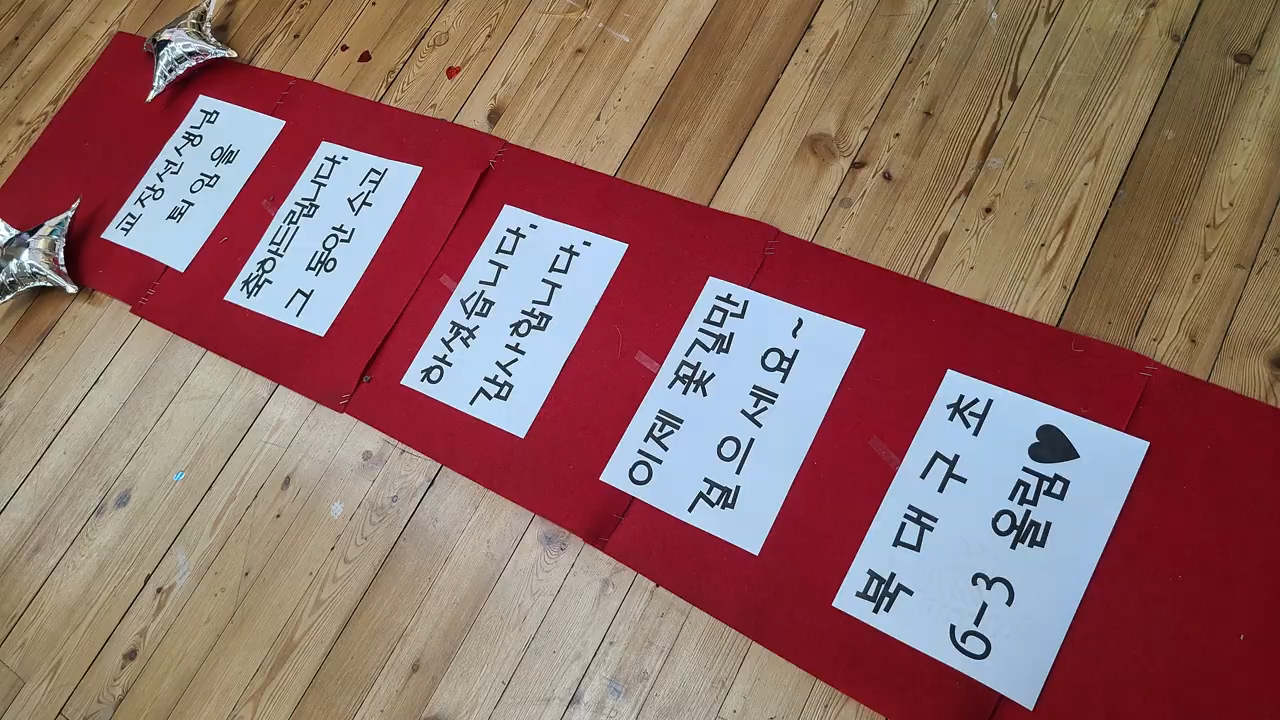 교장선생님
퇴임을
축하드립니다.
그 동안 수고
하셨습니다.
감사합니다.
이제 꽃길만
걸으세요~
북대구초
6-3 올림♥